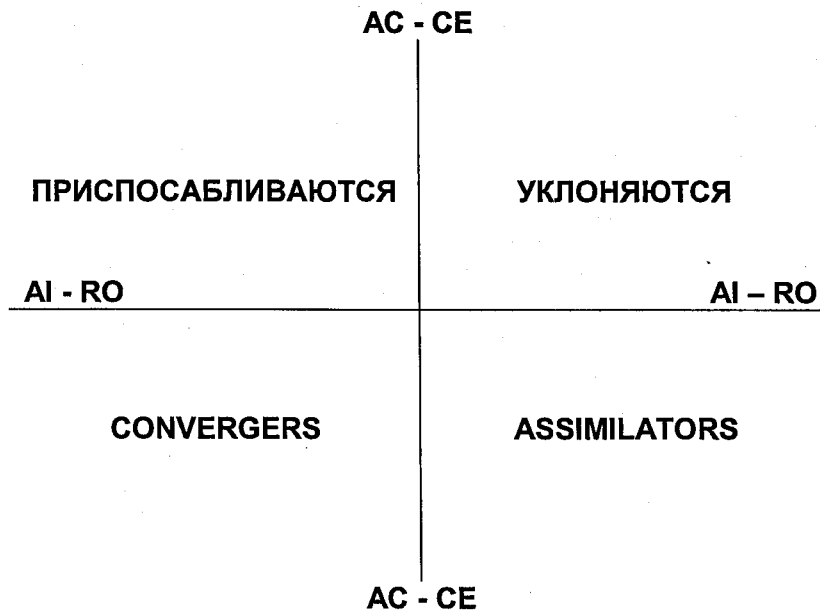 AC - CE
ПРИСПОСАБЛИВАЮТСЯ УКЛОНЯЮТСЯ
AI - RO AI – RO
CONVERGERS ASSIMILATORS
AC - CE